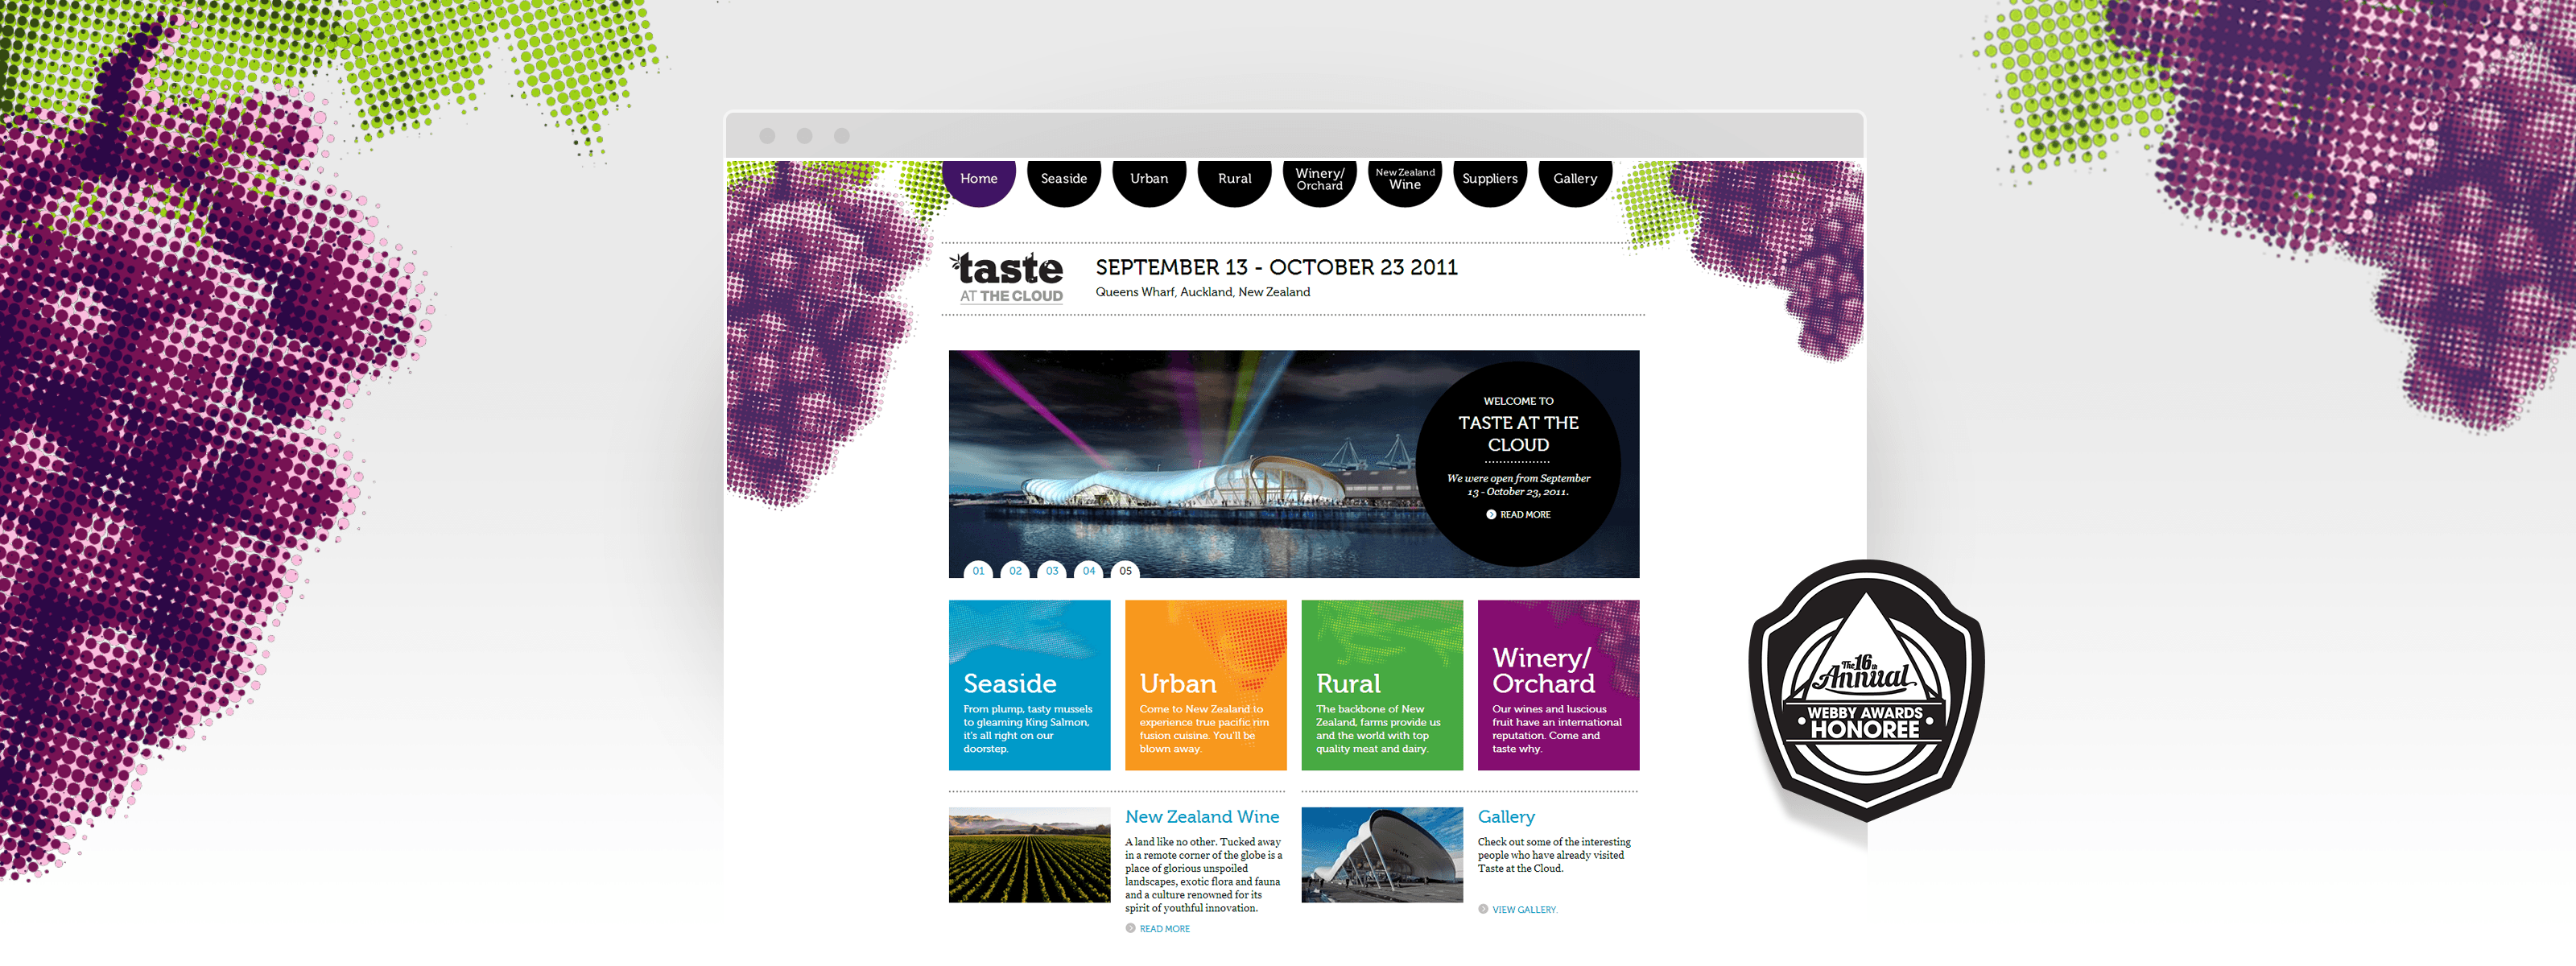 Home
Seaside
Urban
Rural
Winery/
Orchard
New Zealand
Wine
Suppliers
Gallery
taste
AT THE CLOUD
SEPTEMBER 13 - OCTOBER 23 2011
Queens Wharf, Auckland, New Zealand
WELCOME TO
TASTE AT THE
CLOUD
We were open from September
13 - October 23, 2011.
READ MORE
01
02
03
04
05
Seaside
From plump, tasty mussels
to gleaming King Salmon,
it's all right on our
doorstep.
Urban
Come to New Zealand to
experience true pacific rim
fusion cuisine. You'll be
blown away.
Rural
The backbone of New
Zealand, farms provide us
and the world with top
quality meat and dairy.
Winery/
Orchard
Our wines and luscious
fruit have an international
reputation. Come and
taste why.
The 16th
Annual
WEBBY AWARDS
HONOREE
New Zealand Wine
A land like no other. Tucked away
in a remote corner of the globe is a
place of glorious unspoiled
landscapes, exotic flora and fauna
and a culture renowned for its
spirit of youthful innovation.
READ MORE
Gallery
Check out some of the interesting
people who have already visited
Taste at the Cloud.
VIEW GALLERY.